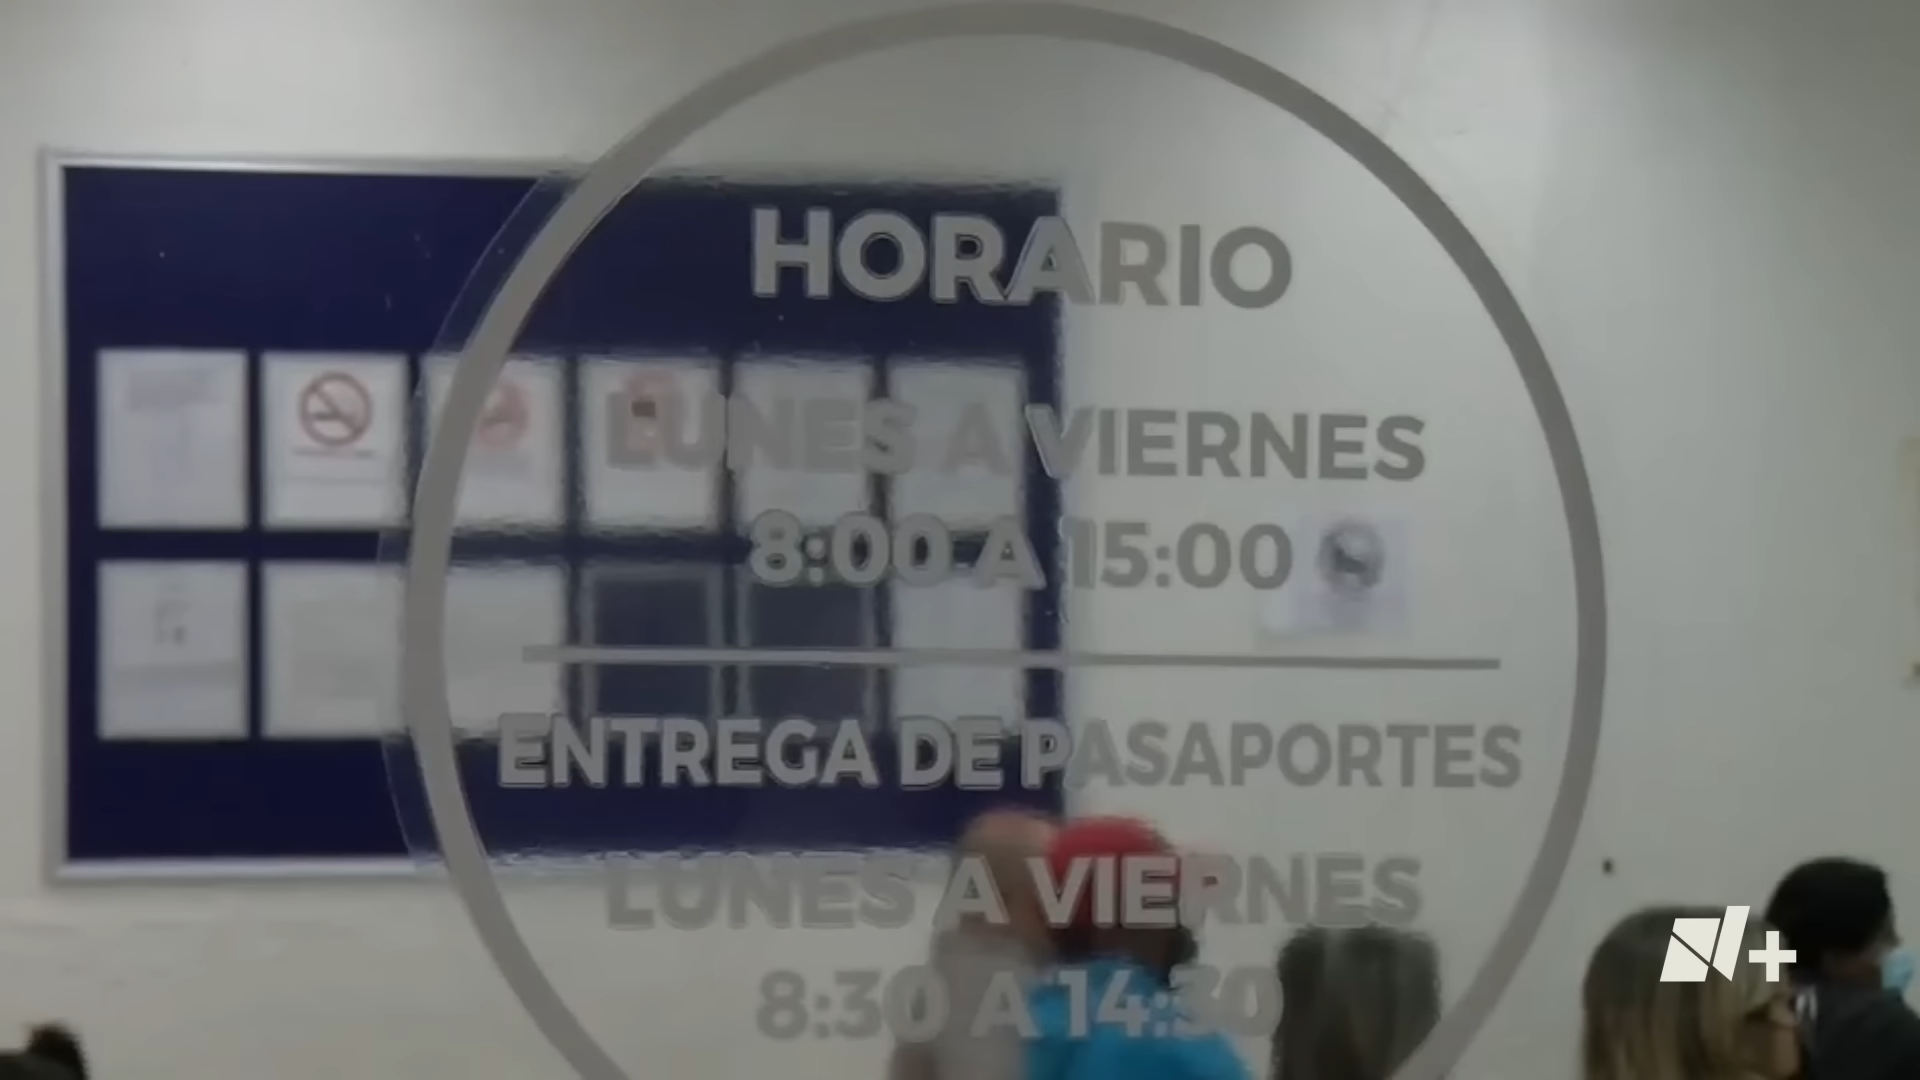 HORARIO
LUNES A VIERNES
8:00 A 15:00
ENTREGA DE PASAPORTES
LUNES A VIERNES
8:30 A 14:30
N+